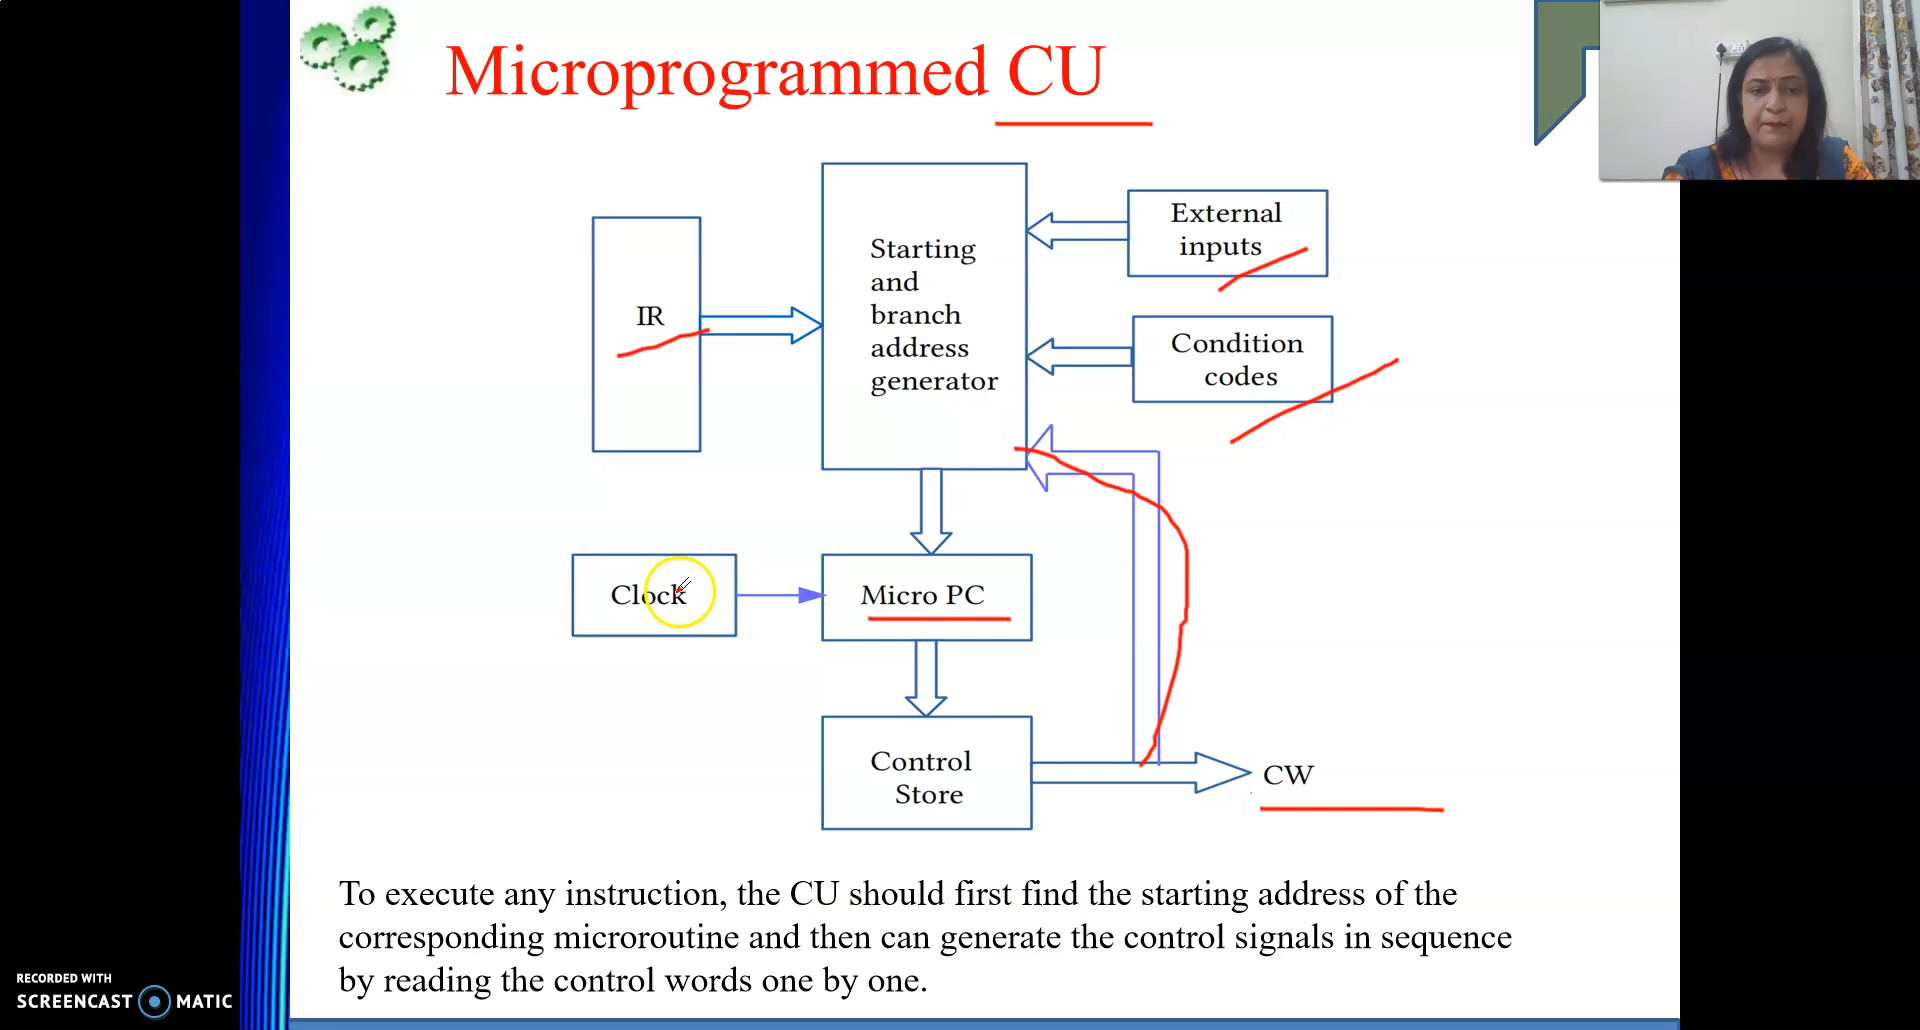 Microprogrammed CU
External
inputs
Starting
and
branch
address
generator
IR
Condition
codes
Clock
Micro PC
Control
Store
CW
To execute any instruction, the CU should first find the starting address of the
corresponding microroutine and then can generate the control signals in sequence
by reading the control words one by one.
RECORDED WITH
SCREENCAST MATIC